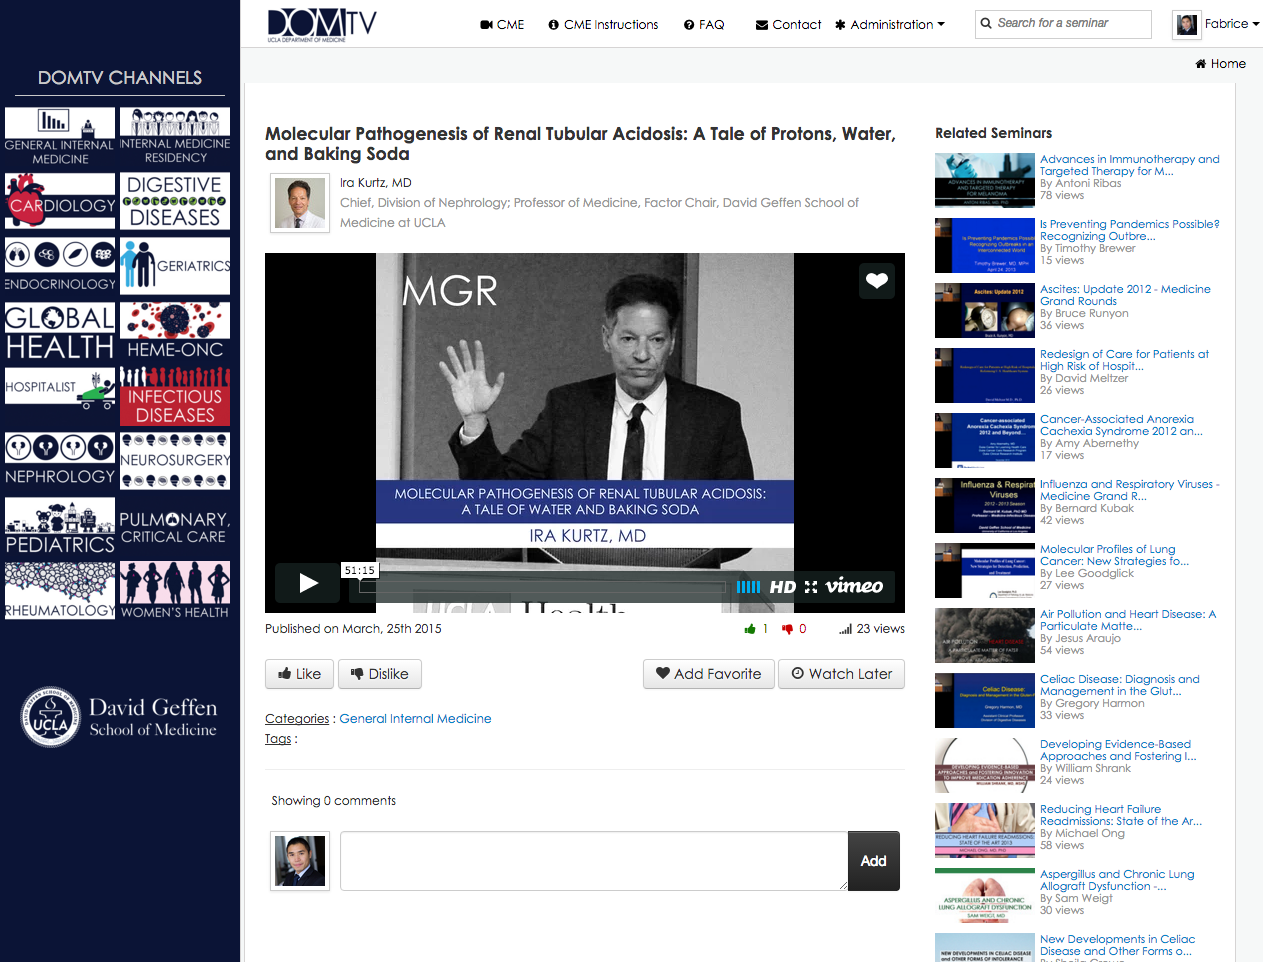 DOMTV
UCLA DEPARTMENT OF MEDICINE
CME
CME Instructions
FAQ
Contact
Administration
Search for a seminar
Fabrice
Home
DOMTV CHANNELS
GENERAL INTERNAL
MEDICINE
INTERNAL MEDICINE
RESIDENCY
CARDIOLOGY
DIGESTIVE
DISEASES
ENDOCRINOLOGY
GERIATRICS
GLOBAL
HEALTH
HEME-ONC
HOSPITALIST
INFECTIOUS
DISEASES
NEPHROLOGY
NEUROSURGERY
PEDIATRICS
PULMONARY,
CRITICAL CARE
RHEUMATOLOGY
WOMEN'S HEALTH
UCLA
David Geffen
School of Medicine
Molecular Pathogenesis of Renal Tubular Acidosis: A Tale of Protons, Water,
and Baking Soda
Ira Kurtz, MD
Chief, Division of Nephrology; Professor of Medicine, Factor Chair, David Geffen School of
Medicine at UCLA
MGR
MOLECULAR PATHOGENESIS OF RENAL TUBULAR ACIDOSIS:
A TALE OF WATER AND BAKING SODA
IRA KURTZ, MD
51:15
HD
vimeo
UCLA Health
Published on March, 25th 2015
1
0
23 views
Like
Dislike
Add Favorite
Watch Later
Categories : General Internal Medicine
Tags :
Showing 0 comments
Add
Related Seminars
Advances in Immunotherapy and
Targeted Therapy for M...
By Antoni Ribas
78 views
Is Preventing Pandemics Possible?
Recognizing Outbre...
By Timothy Brewer
15 views
Ascites: Update 2012 - Medicine
Grand Rounds
By Bruce Runyon
36 views
Redesign of Care for Patients at
High Risk of Hospit...
By David Meltzer
26 views
Cancer-Associated Anorexia
Cachexia Syndrome 2012 an...
By Amy Abernethy
17 views
Influenza and Respiratory Viruses -
Medicine Grand R...
By Bernard Kubak
42 views
Molecular Profiles of Lung
Cancer: New Strategies fo...
By Lee Goodglick
27 views
Air Pollution and Heart Disease: A
Particulate Matte...
By Jesus Araujo
54 views
Celiac Disease: Diagnosis and
Management in the Glut...
By Gregory Harmon
33 views
Developing Evidence-Based
Approaches and Fostering I...
By William Shrank
24 views
Reducing Heart Failure
Readmissions: State of the Ar...
By Michael Ong
58 views
Aspergillus and Chronic Lung
Allograft Dysfunction -...
By Sam Weigt
30 views
New Developments in Celiac
Disease and Other Forms o...